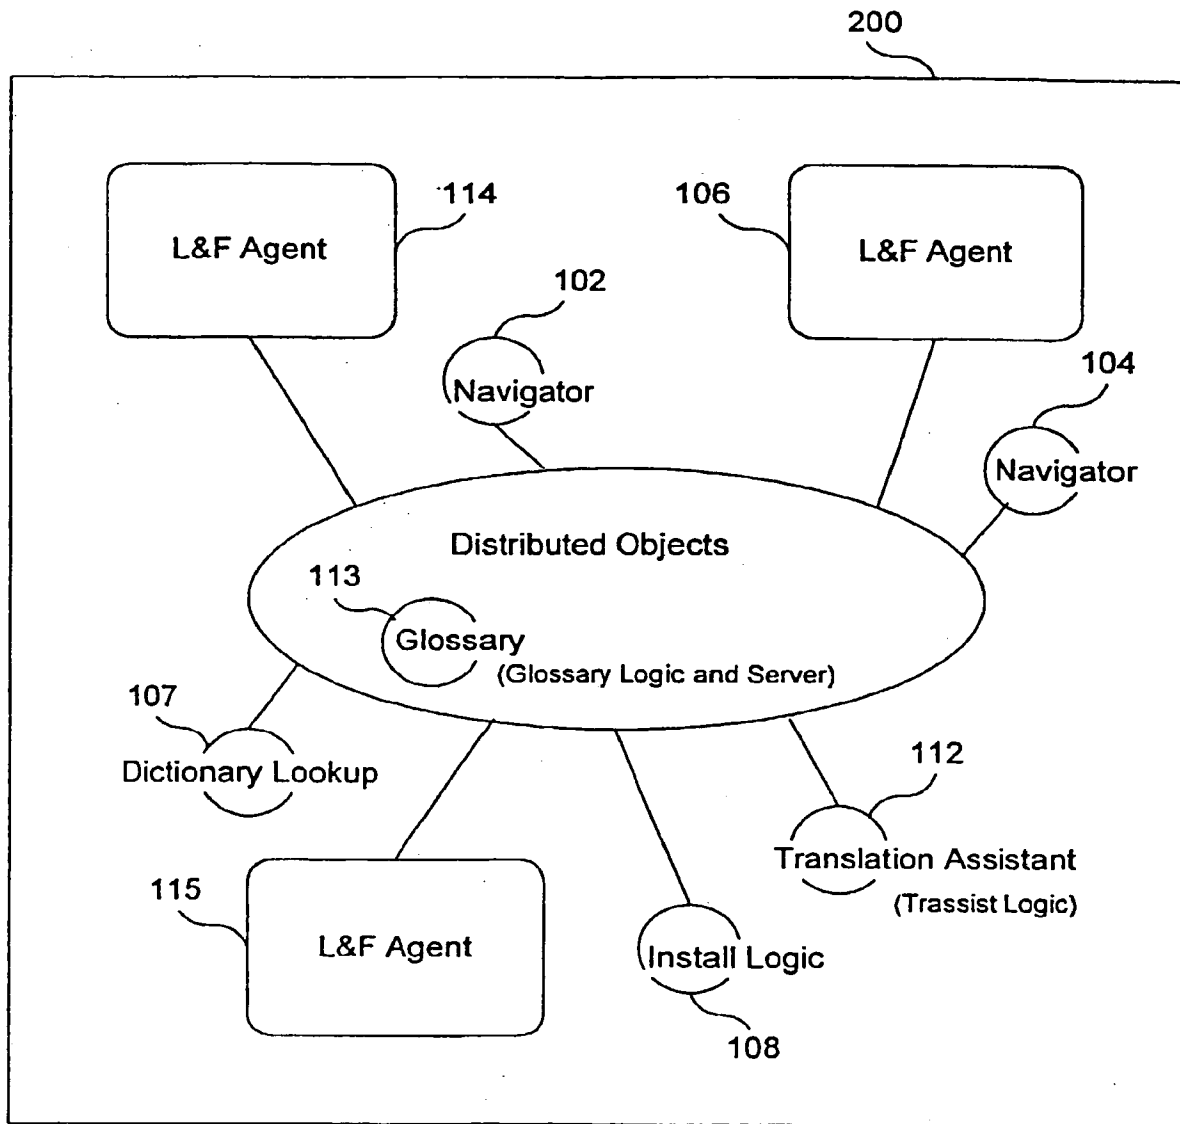 200
114
106
L&F Agent
L&F Agent
102
104
Navigator
Navigator
Distributed Objects
113
Glossary
(Glossary Logic and Server)
107
Dictionary Lookup
112
Translation Assistant
(Trassist Logic)
115
L&F Agent
Install Logic
108